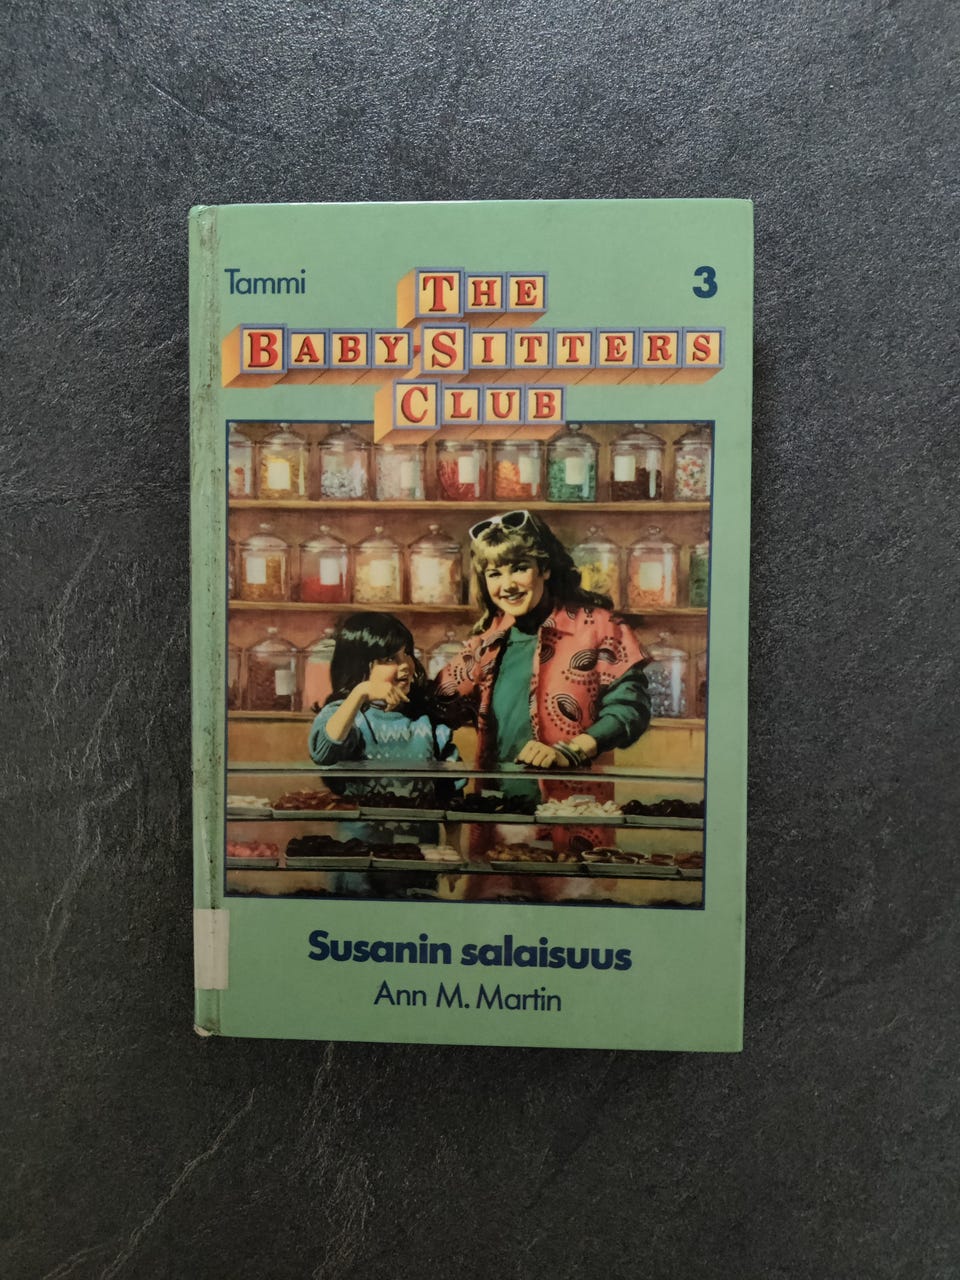 Tammi
3
THE
BABY-SITTERS
CLUB
Susanin salaisuus
Ann M. Martin